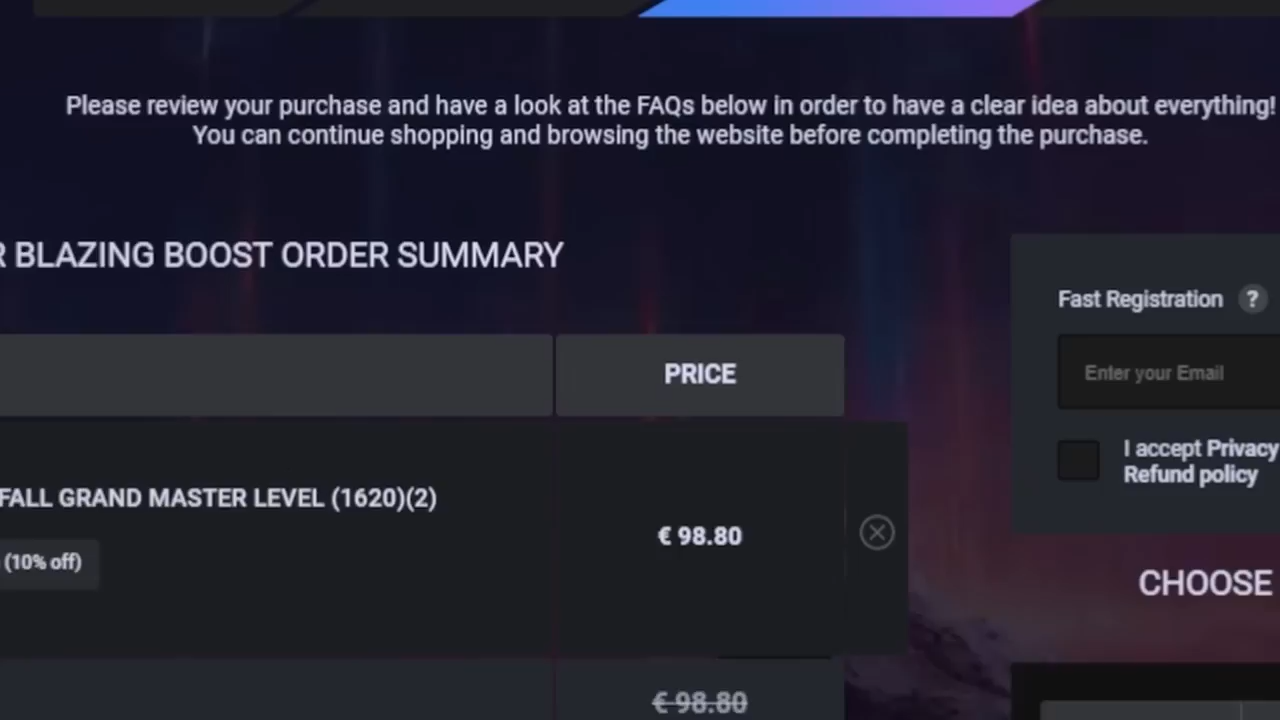 Please review your purchase and have a look at the FAQs below in order to have a clear idea about everything!
You can continue shopping and browsing the website before completing the purchase.
R BLAZING BOOST ORDER SUMMARY
PRICE
FALL GRAND MASTER LEVEL (1620)(2)
(10% off)
€ 98.80
€ 98.80
Fast Registration ?
Enter your Email
I accept Privacy
Refund policy
CHOOSE